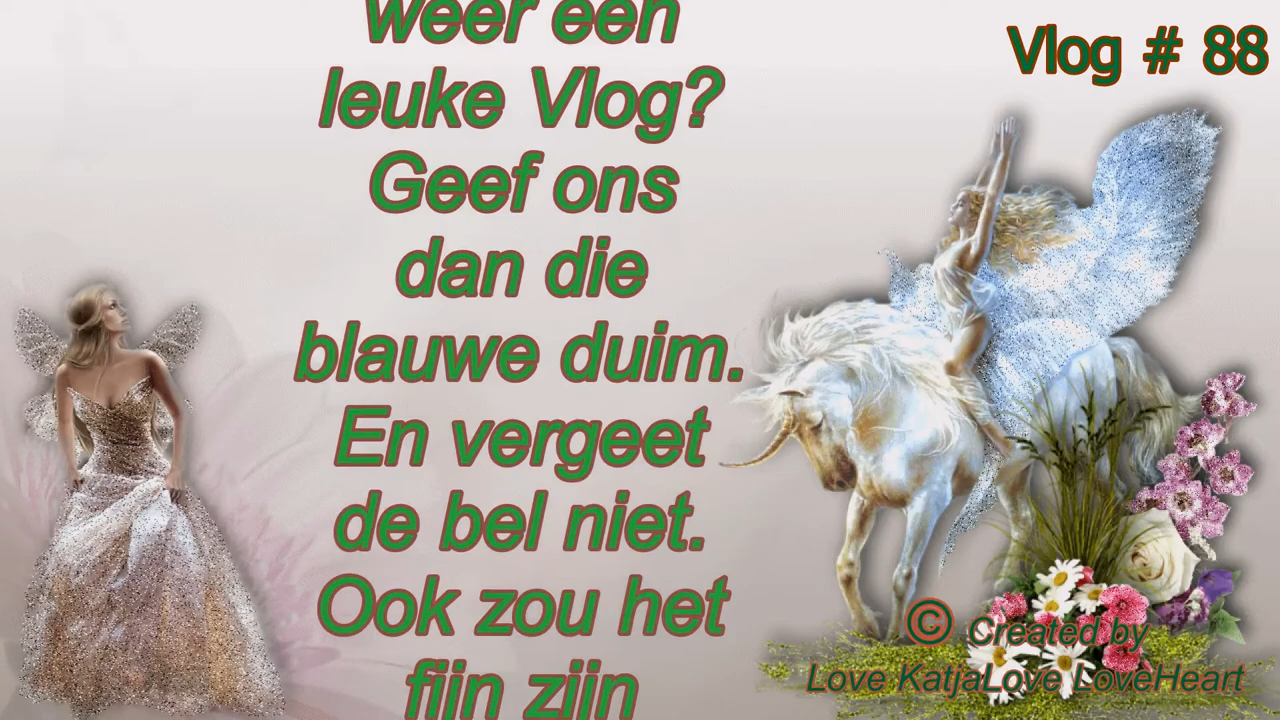 weer een
leuke Vlog?
Geef ons
dan die
blauwe duim.
En vergeet
de bel niet.
Ook zou het
fijn zijn
Vlog # 88
© Created by
Love KatjaLove LoveHeart